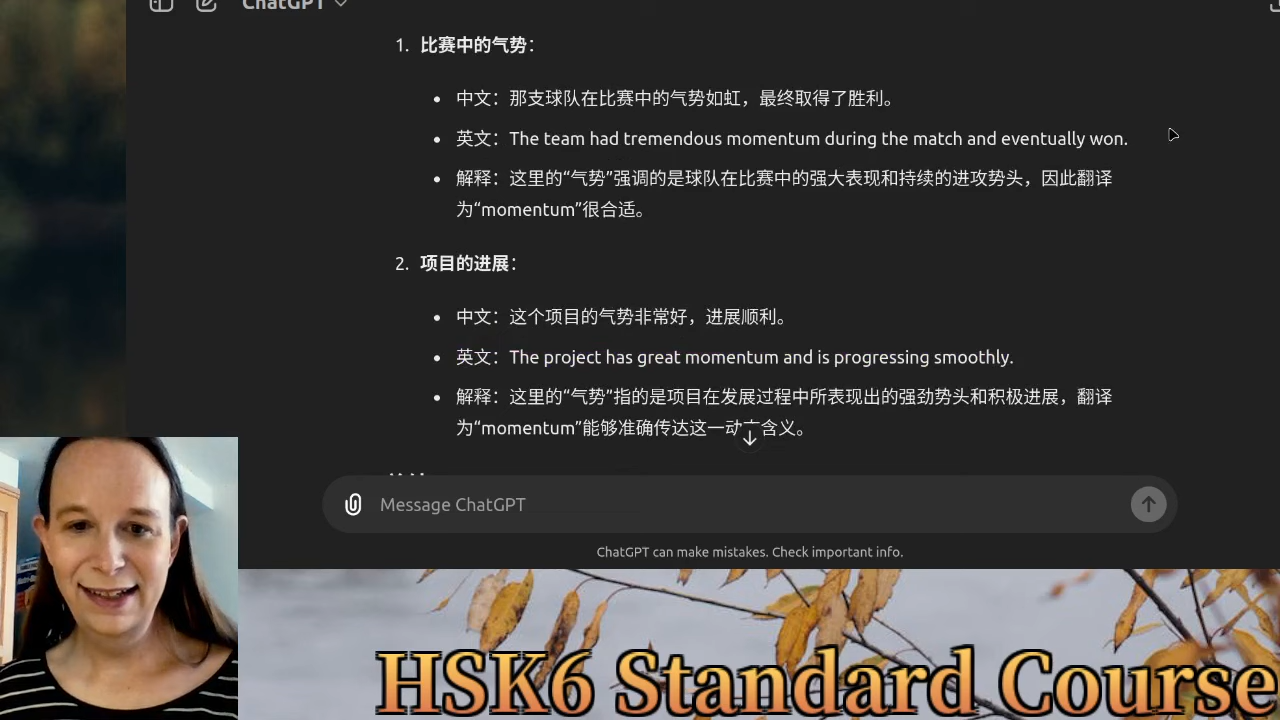 ChatGPT
1. 比赛中的气势：
• 中文：那支球队在比赛中的气势如虹，最终取得了胜利。
• 英文：The team had tremendous momentum during the match and eventually won.
• 解释：这里的“气势”强调的是球队在比赛中的强大表现和持续的进攻势头，因此翻译
为“momentum”很合适。
2. 项目的进展：
• 中文：这个项目的气势非常好，进展顺利。
• 英文：The project has great momentum and is progressing smoothly.
• 解释：这里的“气势”指的是项目在发展过程中所表现出的强劲势头和积极进展，翻译
为“momentum”能够准确传达这一动态含义。
Message ChatGPT
ChatGPT can make mistakes. Check important info.
HSK6 Standard Course